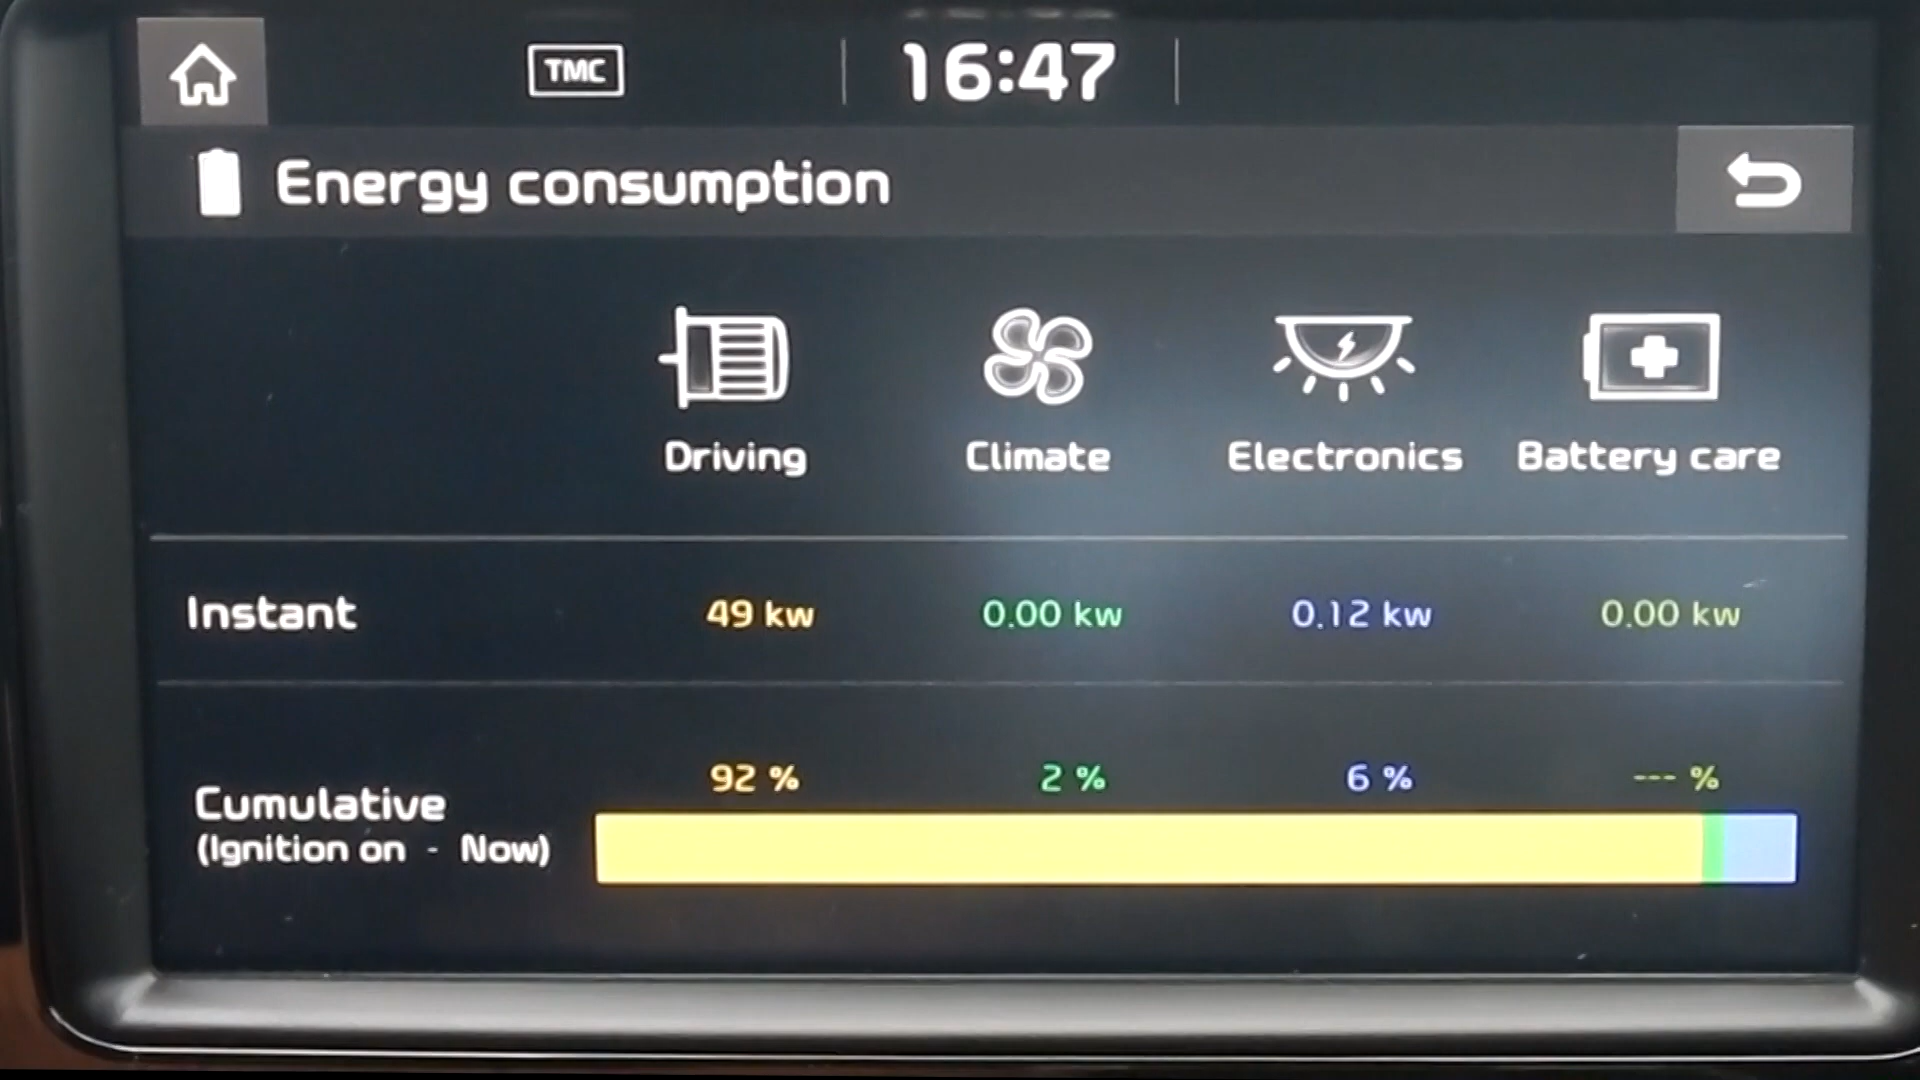 TMC 16:47
Energy consumption
Driving Climate Electronics Battery care
Instant 49 kw 0.00 kw 0.12 kw 0.00 kw
92 % 2 % 6 % --- %
Cumulative
(Ignition on - Now)